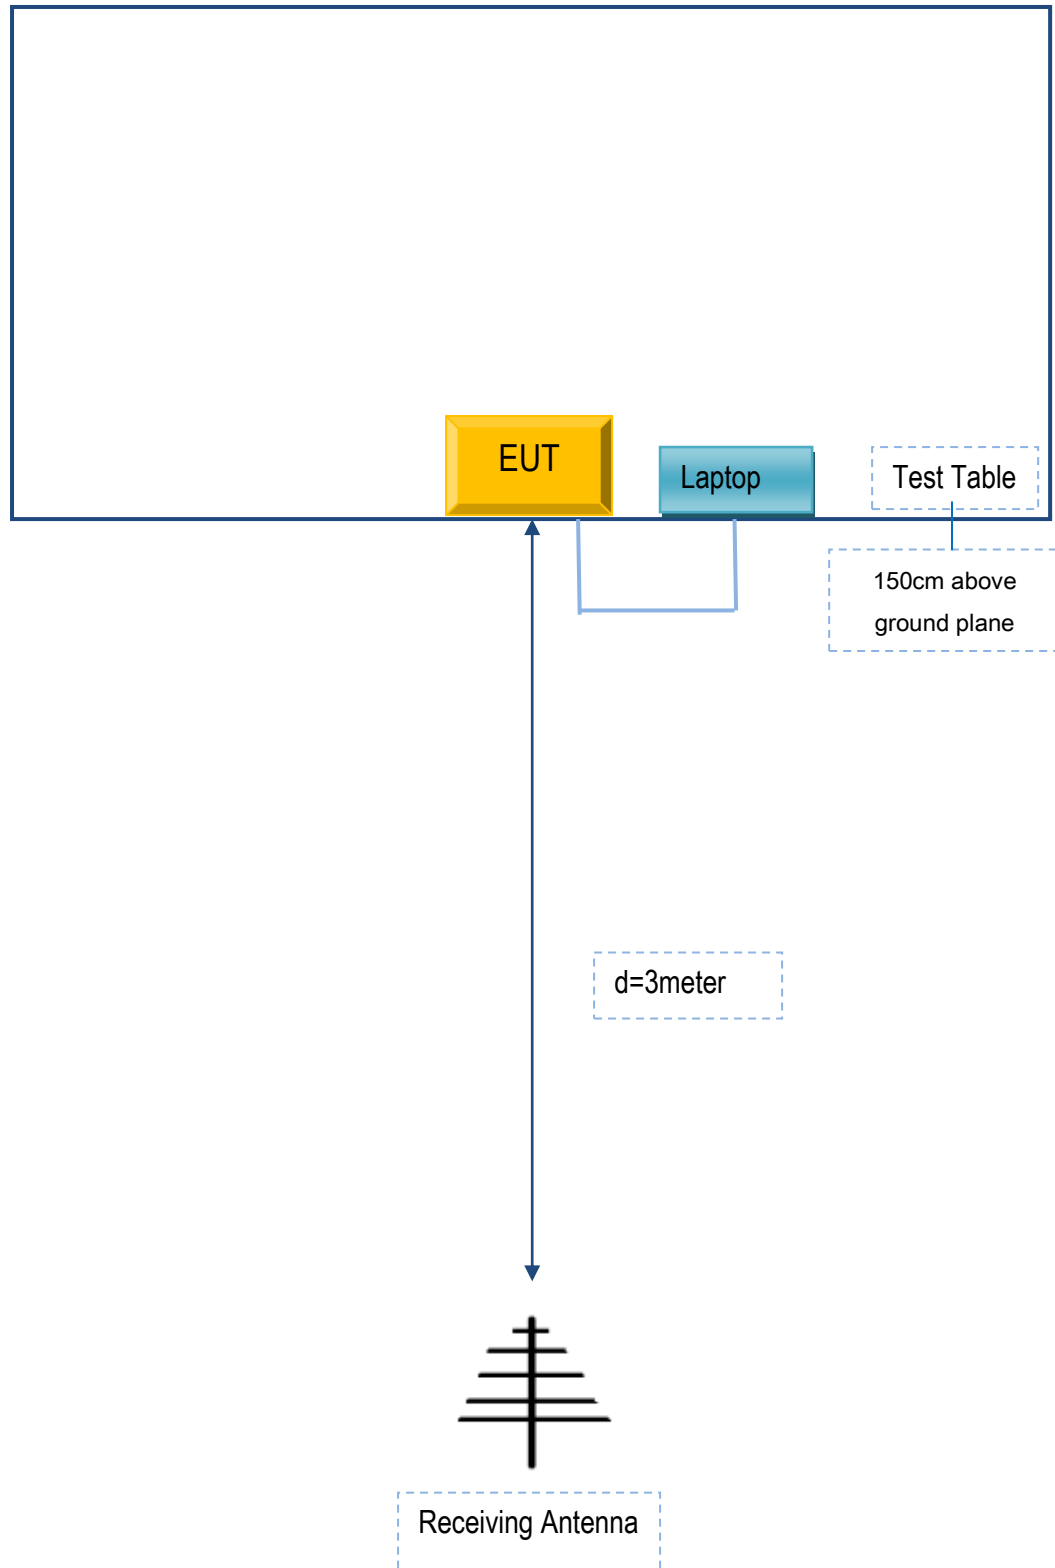 EUT
Laptop
Test Table
150cm above
ground plane
d=3meter
Receiving Antenna